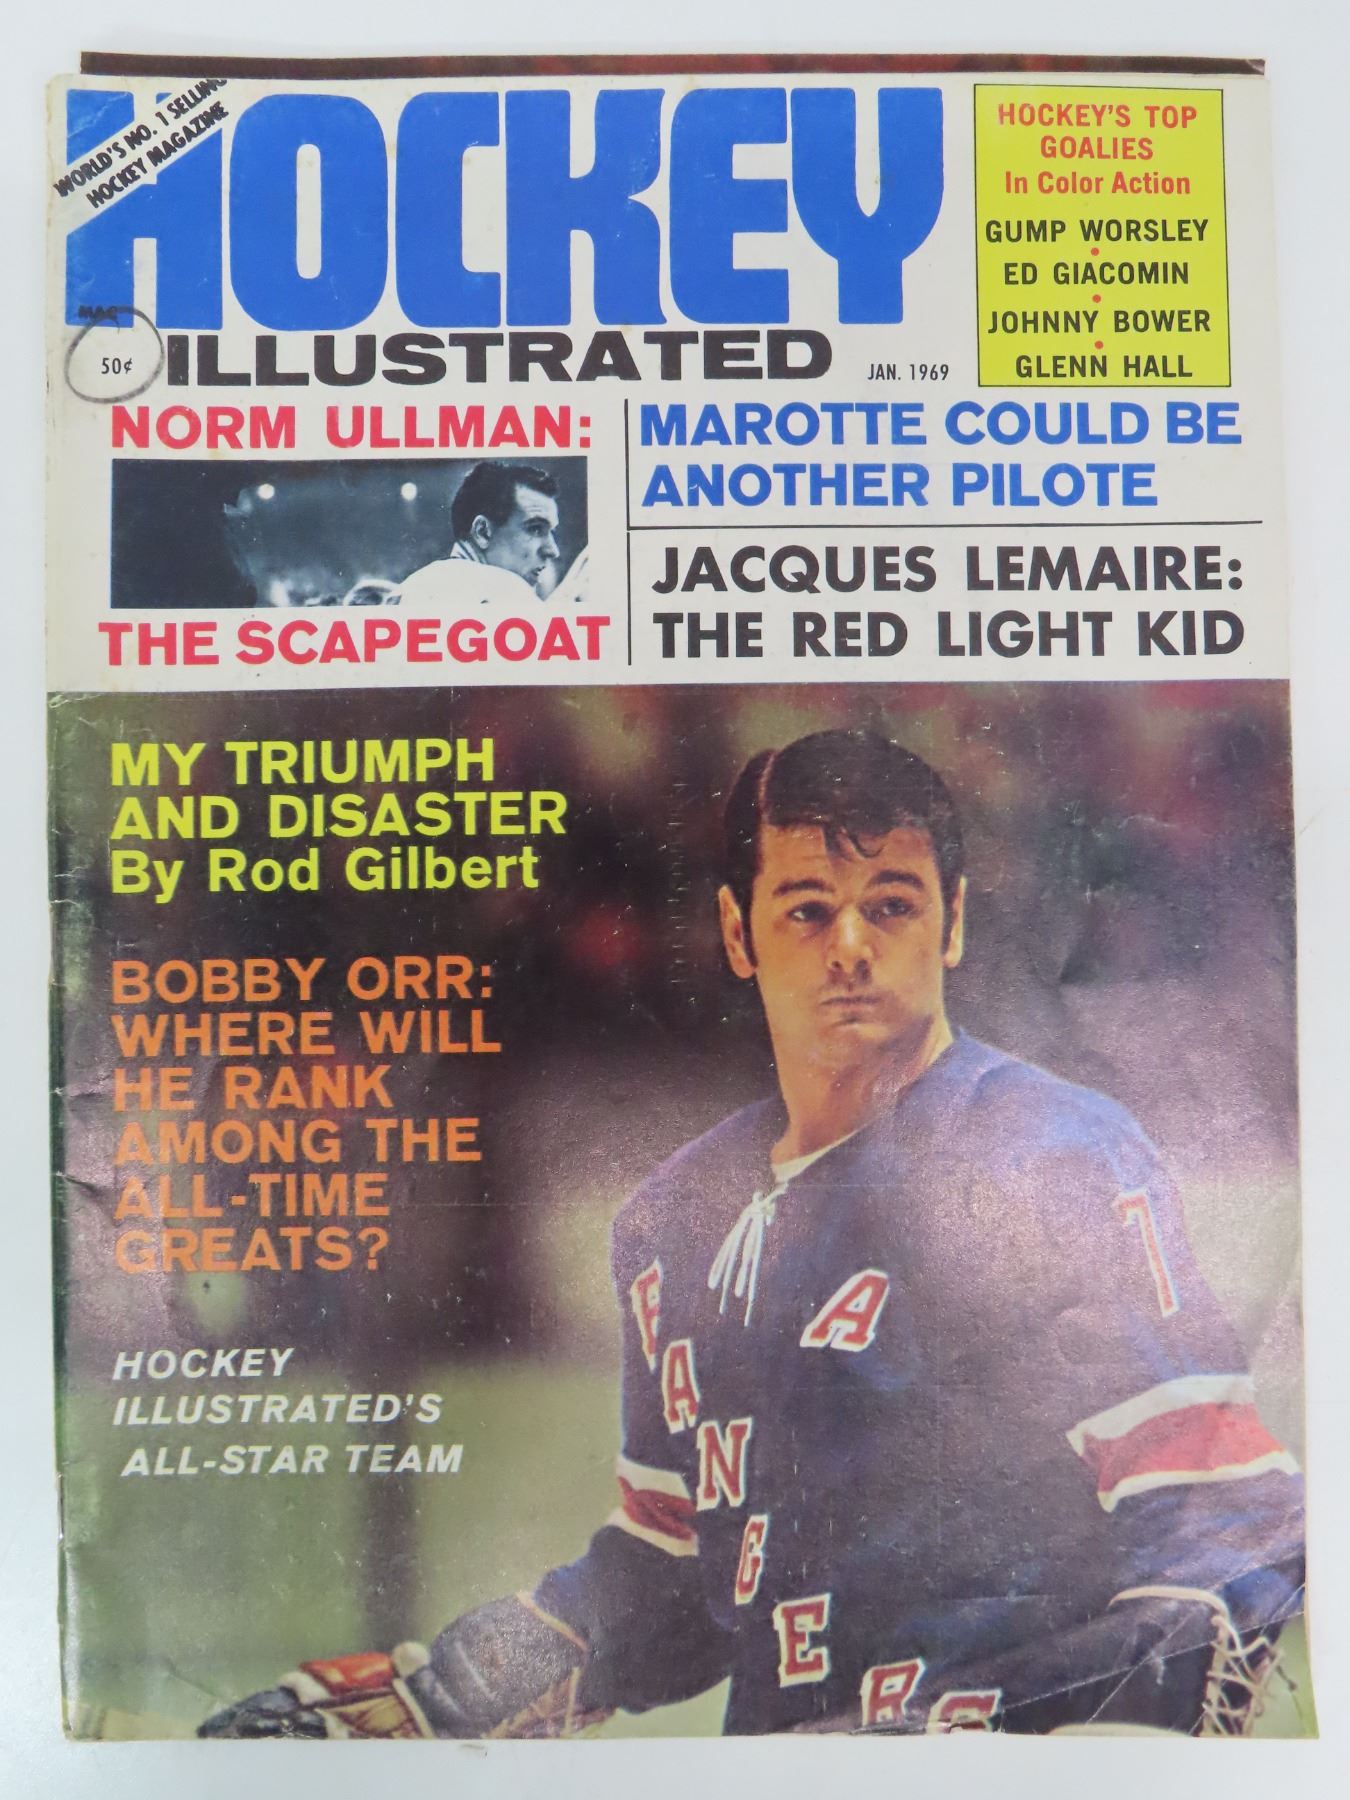 WORLD'S NO. 1 SELLING
HOCKEY MAGAZINE
HOCKEY
ILLUSTRATED
MAG
50¢
JAN. 1969
HOCKEY'S TOP
GOALIES
In Color Action
GUMP WORSLEY
•
ED GIACOMIN
•
JOHNNY BOWER
•
GLENN HALL
NORM ULLMAN:
THE SCAPEGOAT
MAROTTE COULD BE
ANOTHER PILOTE
JACQUES LEMAIRE:
THE RED LIGHT KID
MY TRIUMPH
AND DISASTER
By Rod Gilbert
BOBBY ORR:
WHERE WILL
HE RANK
AMONG THE
ALL-TIME
GREATS?
HOCKEY
ILLUSTRATED'S
ALL-STAR TEAM
A
7
RANGERS